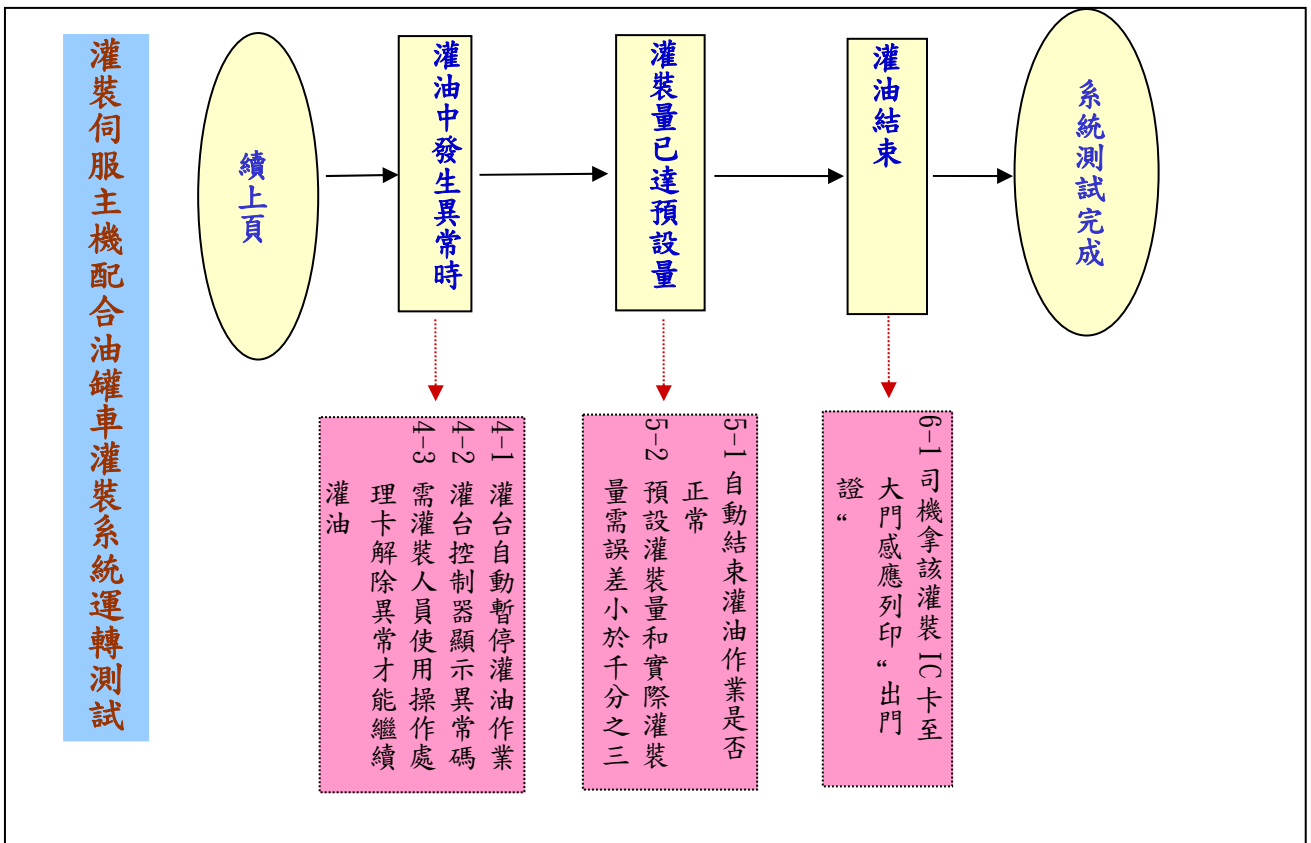 灌裝伺服主機配合油罐車灌裝系統運轉測試
續上頁
灌油中發生異常時
灌裝量已達預設量
灌油結束
系統測試完成
4-1 灌台自動暫停灌油作業
4-2 灌台控制器顯示異常碼
4-3 需灌裝人員使用操作處
理卡解除異常才能繼續
灌油
5-1 自動結束灌油作業是否
正常
5-2 預設灌裝量和實際灌裝
量需誤差小於千分之三
6-1 司機拿該灌裝 IC 卡至
大門感應列印“出門
證“